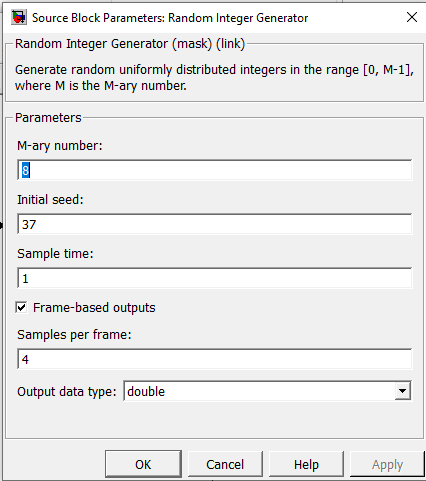 Source Block Parameters: Random Integer Generator
Random Integer Generator (mask) (link)
Generate random uniformly distributed integers in the range [0, M-1],
where M is the M-ary number.
Parameters
M-ary number:
8
Initial seed:
37
Sample time:
1
Frame-based outputs
Samples per frame:
4
Output data type: double
OK Cancel Help Apply